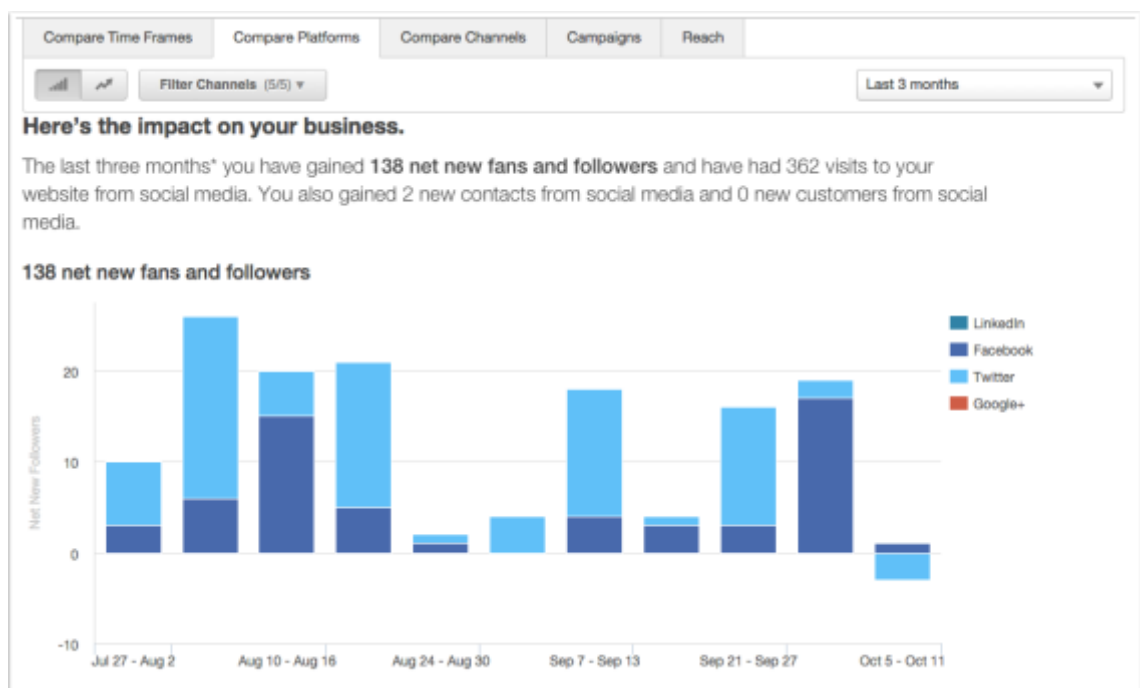 Compare Time Frames
Compare Platforms
Compare Channels
Campaigns
Reach
Filter Channels (5/5)
Last 3 months
Here's the impact on your business.
The last three months* you have gained 138 net new fans and followers and have had 362 visits to your
website from social media. You also gained 2 new contacts from social media and 0 new customers from social
media.
138 net new fans and followers
LinkedIn
Facebook
Twitter
Google+
Net New Followers
20
10
0
-10
Jul 27 - Aug 2
Aug 10 - Aug 16
Aug 24 - Aug 30
Sep 7 - Sep 13
Sep 21 - Sep 27
Oct 5 - Oct 11